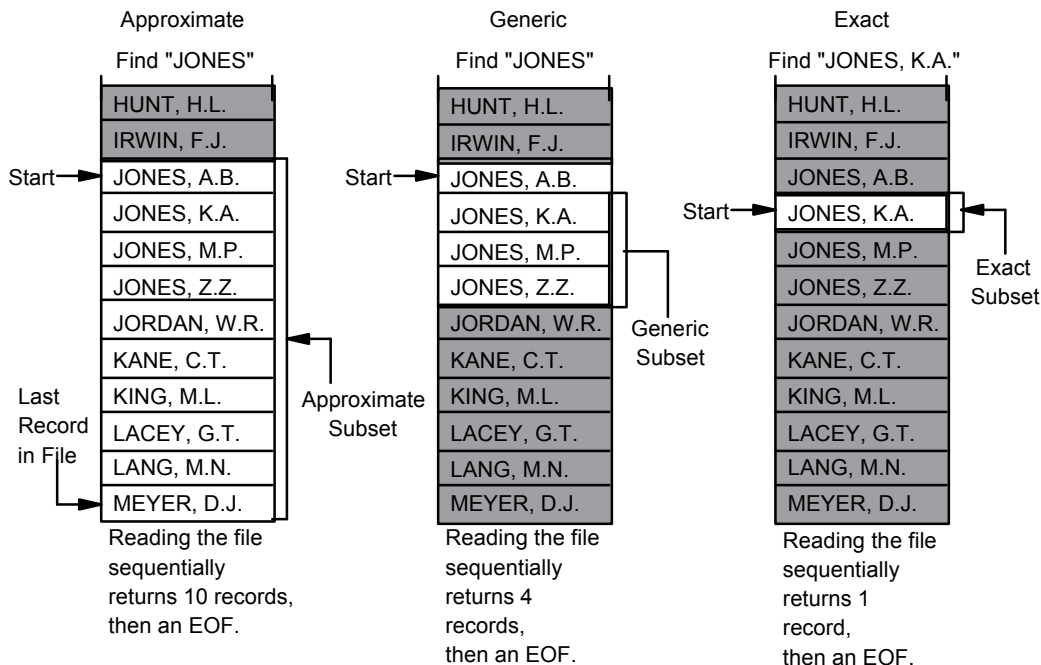 Approximate
Find "JONES"
HUNT, H.L.
IRWIN, F.J.
Start
JONES, A.B.
JONES, K.A.
JONES, M.P.
JONES, Z.Z.
JORDAN, W.R.
KANE, C.T.
KING, M.L.
LACEY, G.T.
LANG, M.N.
MEYER, D.J.
Last
Record
in File
Approximate
Subset
Reading the file
sequentially
returns 10 records,
then an EOF.
Generic
Find "JONES"
HUNT, H.L.
IRWIN, F.J.
Start
JONES, A.B.
JONES, K.A.
JONES, M.P.
JONES, Z.Z.
JORDAN, W.R.
KANE, C.T.
KING, M.L.
LACEY, G.T.
LANG, M.N.
MEYER, D.J.
Generic
Subset
Reading the file
sequentially
returns 4
records,
then an EOF.
Exact
Find "JONES, K.A."
HUNT, H.L.
IRWIN, F.J.
JONES, A.B.
Start
JONES, K.A.
JONES, M.P.
JONES, Z.Z.
JORDAN, W.R.
KANE, C.T.
KING, M.L.
LACEY, G.T.
LANG, M.N.
MEYER, D.J.
Exact
Subset
Reading the file
sequentially
returns 1
record,
then an EOF.